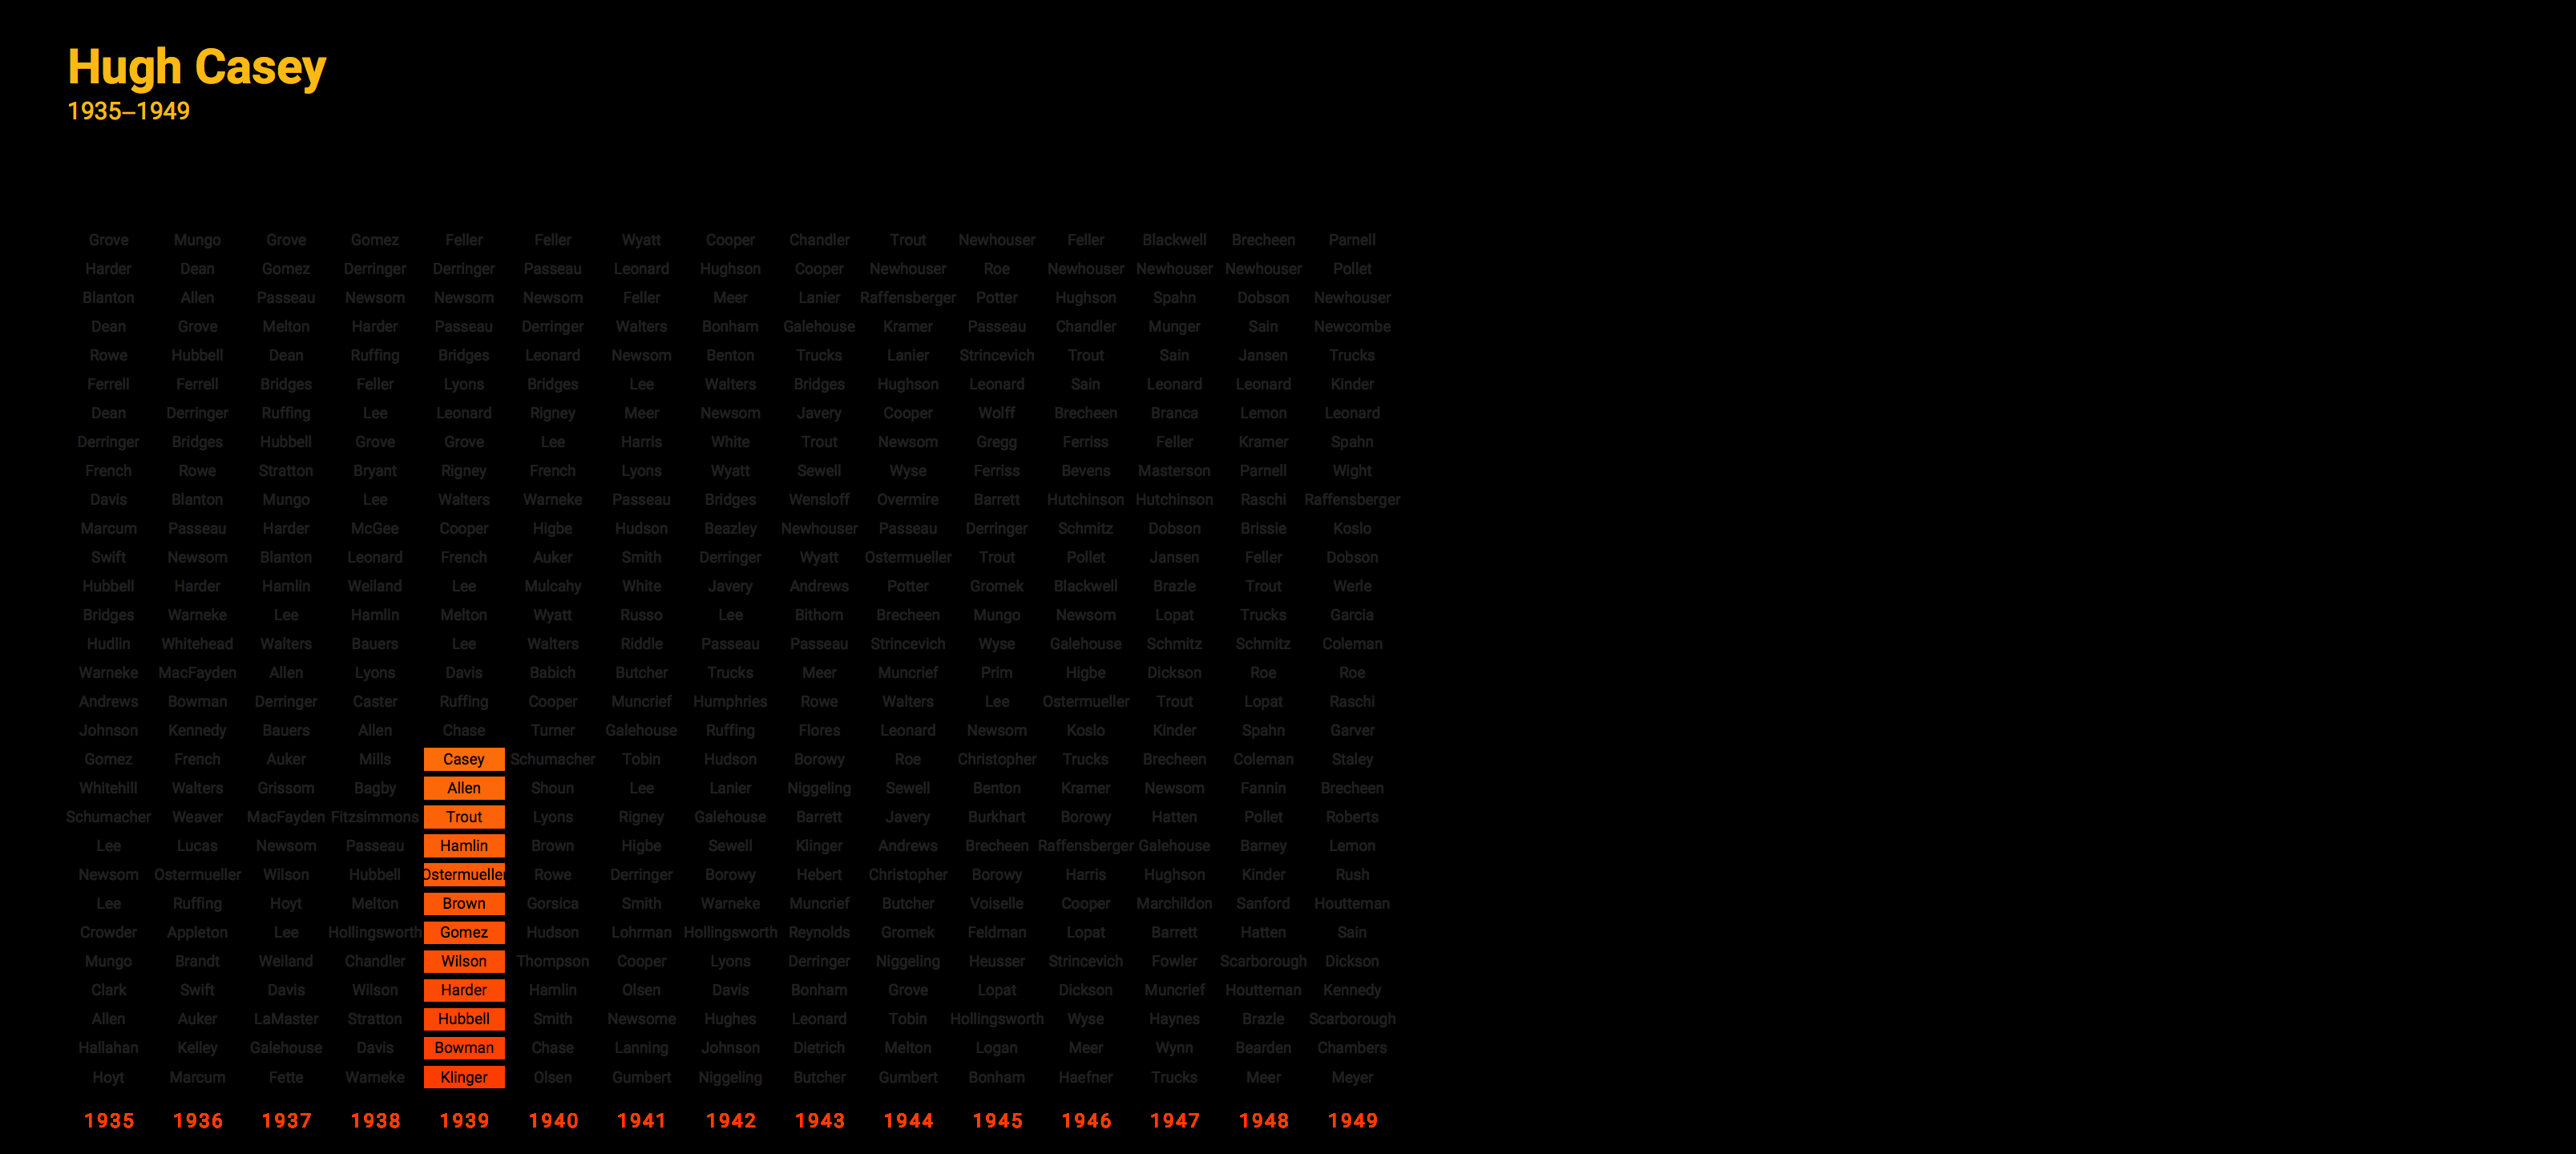 Hugh Casey
1935–1949
Grove Mungo Grove Gomez Feller Feller Wyatt Cooper Chandler Trout Newhouser Feller Blackwell Brecheen Parnell
Harder Dean Gomez Derringer Derringer Passeau Leonard Hughson Cooper Newhouser Roe Newhouser Newhouser Newhouser Pollet
Blanton Allen Passeau Newsom Newsom Newsom Feller Meer Lanier Raffensberger Potter Hughson Spahn Dobson Newhouser
Dean Grove Melton Harder Passeau Derringer Walters Bonham Galehouse Kramer Passeau Chandler Munger Sain Newcombe
Rowe Hubbell Dean Ruffing Bridges Leonard Newsom Benton Trucks Lanier Strincevich Trout Sain Jansen Trucks
Ferrell Ferrell Bridges Feller Lyons Bridges Lee Walters Bridges Hughson Leonard Sain Leonard Leonard Kinder
Dean Derringer Ruffing Lee Leonard Rigney Meer Newsom Javery Cooper Wolff Brecheen Branca Lemon Leonard
Derringer Bridges Hubbell Grove Grove Lee Harris White Trout Newsom Gregg Ferriss Feller Kramer Spahn
French Rowe Stratton Bryant Rigney French Lyons Wyatt Sewell Wyse Ferriss Bevens Masterson Parnell Wight
Davis Blanton Mungo Lee Walters Warneke Passeau Bridges Wensloff Overmire Barrett Hutchinson Hutchinson Raschi Raffensberger
Marcum Passeau Harder McGee Cooper Higbe Hudson Beazley Newhouser Passeau Derringer Schmitz Dobson Brissie Koslo
Swift Newsom Blanton Leonard French Auker Smith Derringer Wyatt Ostermueller Trout Pollet Jansen Feller Dobson
Hubbell Harder Hamlin Weiland Lee Mulcahy White Javery Andrews Potter Gromek Blackwell Brazle Trout Werle
Bridges Warneke Lee Hamlin Melton Wyatt Russo Lee Bithorn Brecheen Mungo Newsom Lopat Trucks Garcia
Hudlin Whitehead Walters Bauers Lee Walters Riddle Passeau Passeau Strincevich Wyse Galehouse Schmitz Schmitz Coleman
Warneke MacFayden Allen Lyons Davis Babich Butcher Trucks Meer Muncrief Prim Higbe Dickson Roe Roe
Andrews Bowman Derringer Caster Ruffing Cooper Muncrief Humphries Rowe Walters Lee Ostermueller Trout Lopat Raschi
Johnson Kennedy Bauers Allen Chase Turner Galehouse Ruffing Flores Leonard Newsom Koslo Kinder Spahn Garver
Gomez French Auker Mills Casey Schumacher Tobin Hudson Borowy Roe Christopher Trucks Brecheen Coleman Staley
Whitehill Walters Grissom Bagby Allen Shoun Lee Lanier Niggeling Sewell Benton Kramer Newsom Fannin Brecheen
Schumacher Weaver MacFayden Fitzsimmons Trout Lyons Rigney Galehouse Barrett Javery Burkhart Borowy Hatten Pollet Roberts
Lee Lucas Newsom Passeau Hamlin Brown Higbe Sewell Klinger Andrews Brecheen Raffensberger Galehouse Barney Lemon
Newsom Ostermueller Wilson Hubbell Ostermueller Rowe Derringer Borowy Hebert Christopher Borowy Harris Hughson Kinder Rush
Lee Ruffing Hoyt Melton Brown Gorsica Smith Warneke Muncrief Butcher Voiselle Cooper Marchildon Sanford Houtteman
Crowder Appleton Lee Hollingsworth Gomez Hudson Lohrman Hollingsworth Reynolds Gromek Feldman Lopat Barrett Hatten Sain
Mungo Brandt Weiland Chandler Wilson Thompson Cooper Lyons Derringer Niggeling Heusser Strincevich Fowler Scarborough Dickson
Clark Swift Davis Wilson Harder Hamlin Olsen Davis Bonham Grove Lopat Dickson Muncrief Houtteman Kennedy
Allen Auker LaMaster Stratton Hubbell Smith Newsome Hughes Leonard Tobin Hollingsworth Wyse Haynes Brazle Scarborough
Hallahan Kelley Galehouse Davis Bowman Chase Lanning Johnson Dietrich Melton Logan Meer Wynn Bearden Chambers
Hoyt Marcum Fette Warneke Klinger Olsen Gumbert Niggeling Butcher Gumbert Bonham Haefner Trucks Meer Meyer
1935 1936 1937 1938 1939 1940 1941 1942 1943 1944 1945 1946 1947 1948 1949